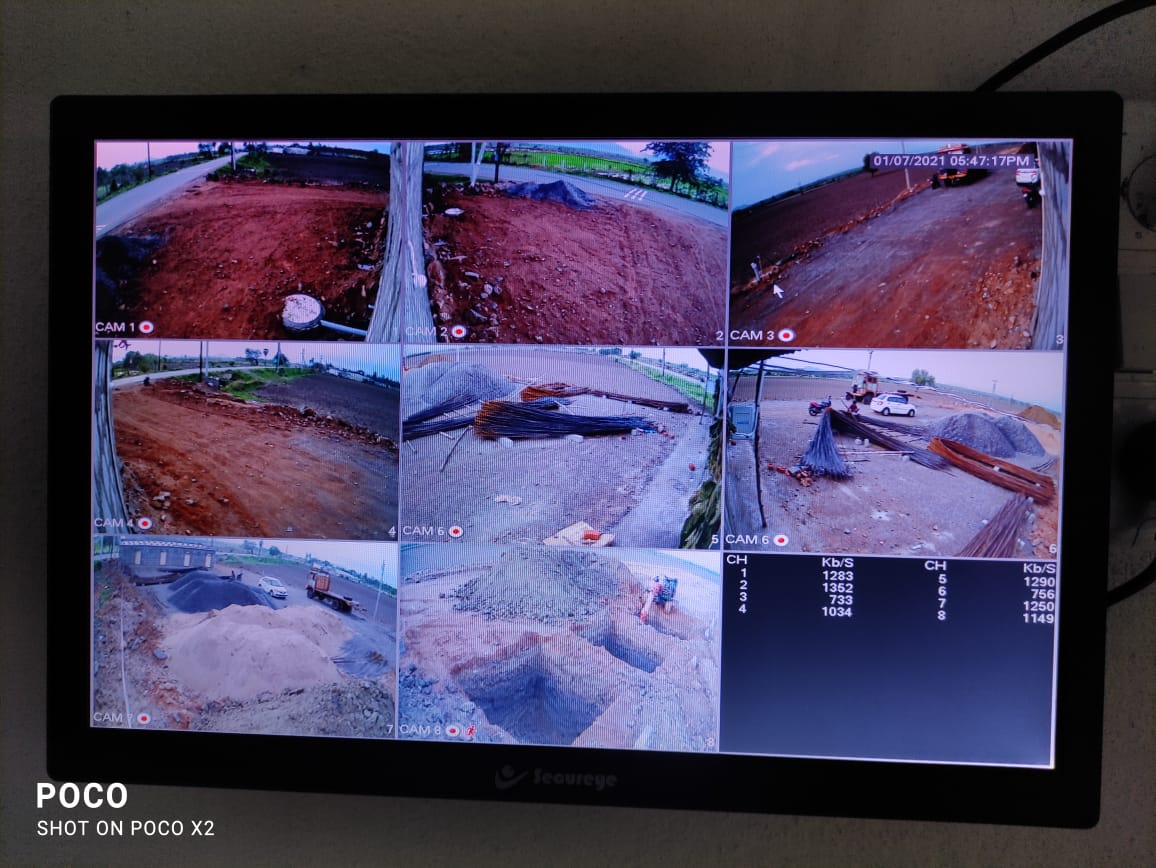 01/07/2021 05:47:17PM
CAM 1
1
CAM 2
2
CAM 3
3
CAM 4
4
CAM 6
5
CAM 6
6
CAM 7
7
CAM 8
8
CH Kb/S CH Kb/S
1 1283 5 1290
2 1352 6 756
3 733 7 1250
4 1034 8 1149
Secureye
POCO
SHOT ON POCO X2